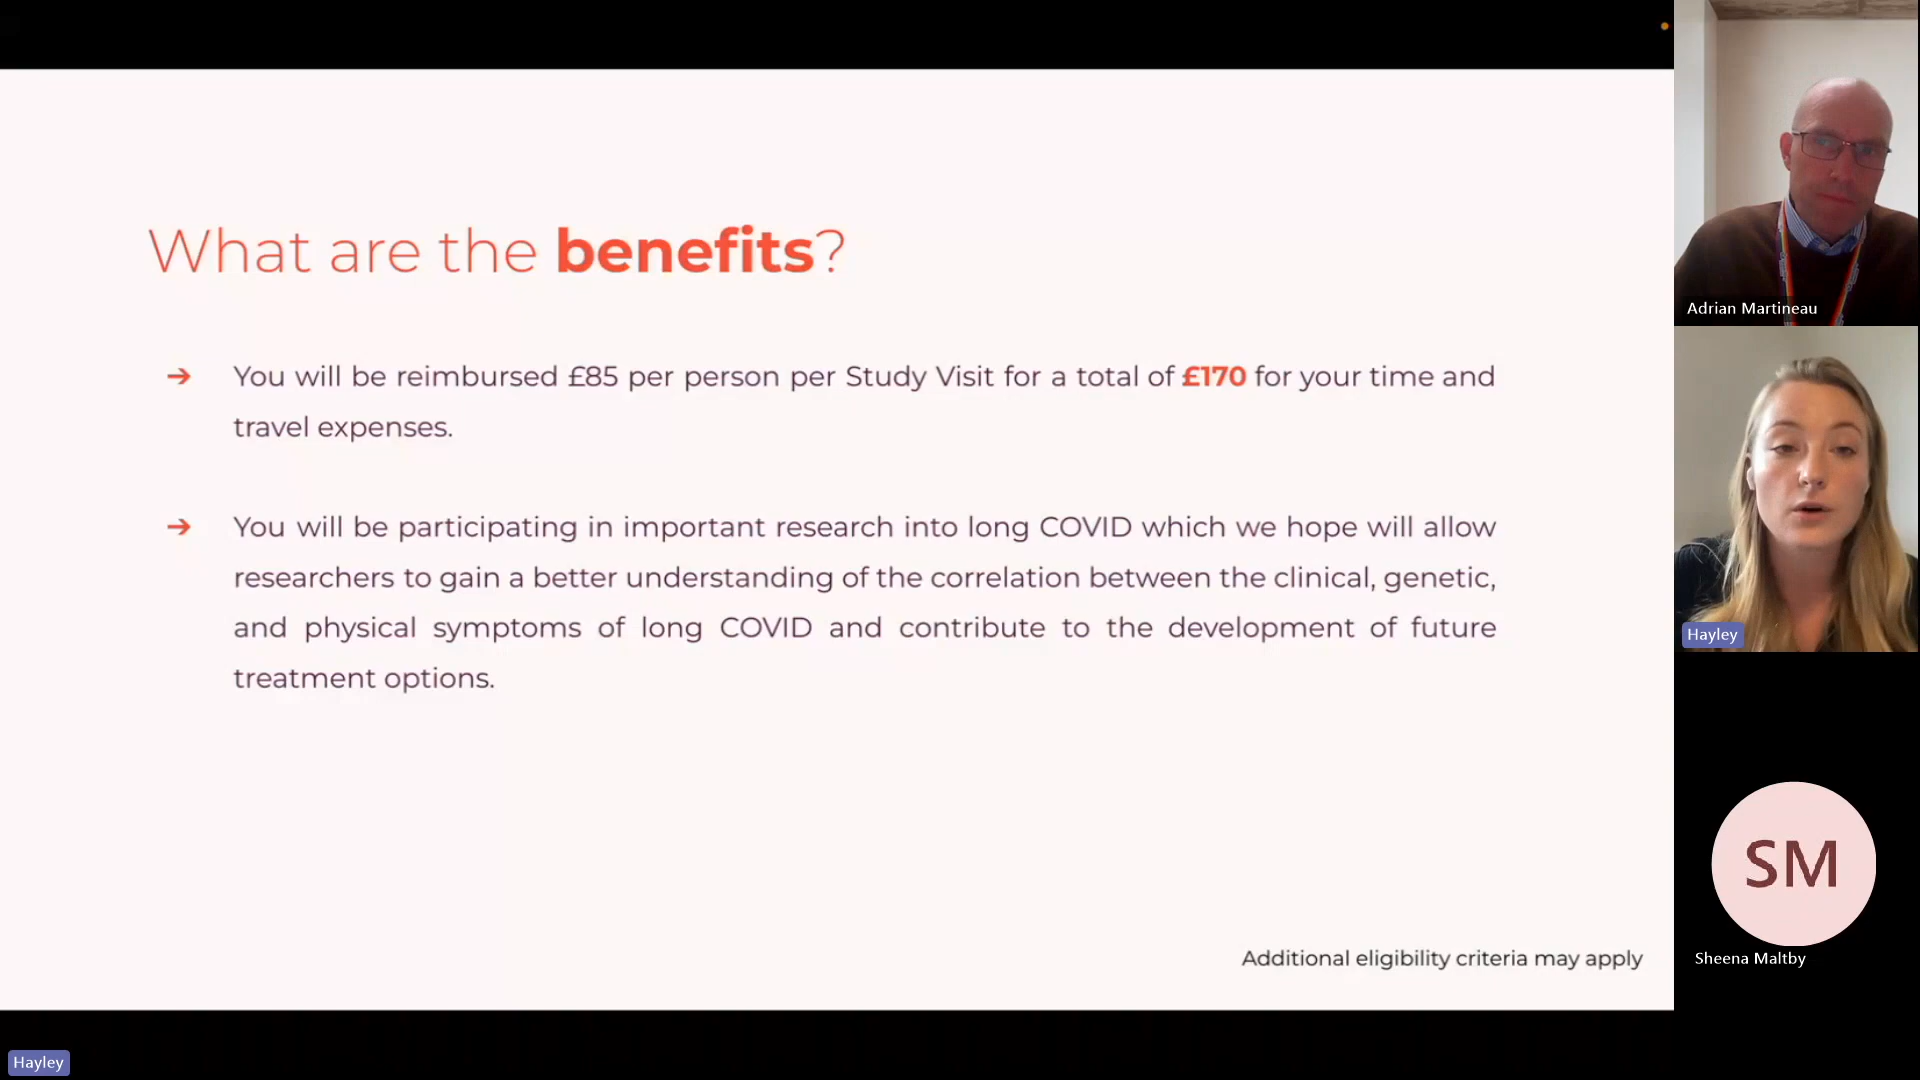 What are the benefits?
➔ You will be reimbursed £85 per person per Study Visit for a total of £170 for your time and
travel expenses.
➔ You will be participating in important research into long COVID which we hope will allow
researchers to gain a better understanding of the correlation between the clinical, genetic,
and physical symptoms of long COVID and contribute to the development of future
treatment options.
Additional eligibility criteria may apply
Adrian Martineau
Hayley
SM
Sheena Maltby
Hayley